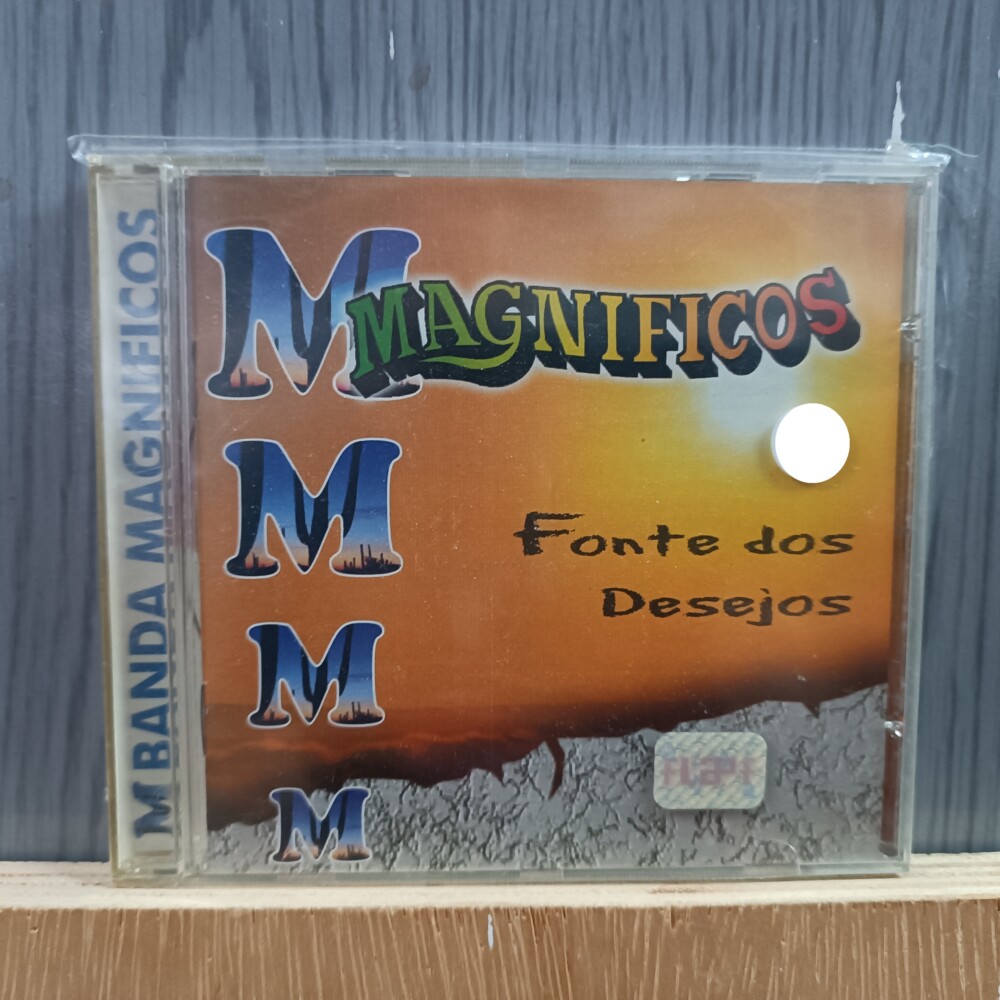 M BANDA MAGNIFICOS
M
MAGNIFICOS
M
Fonte dos
Desejos
M
M